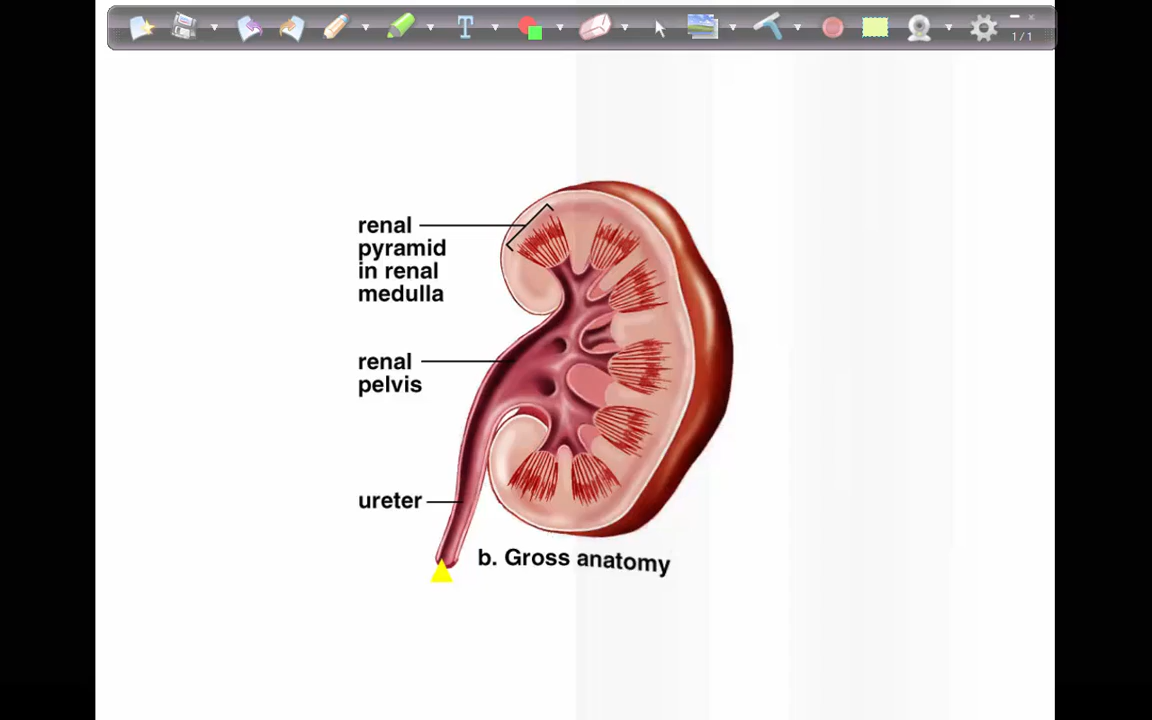 1/1
renal
pyramid
in renal
medulla
renal
pelvis
ureter
b. Gross anatomy